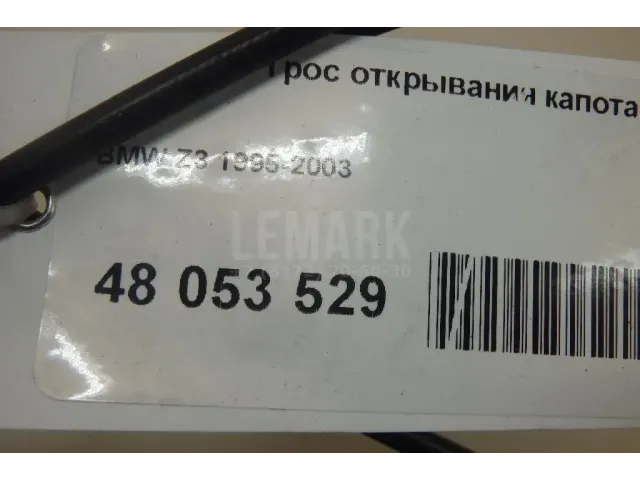 Трос открывания капота
BMW Z3 1995-2003
LEMARK
48 053 529